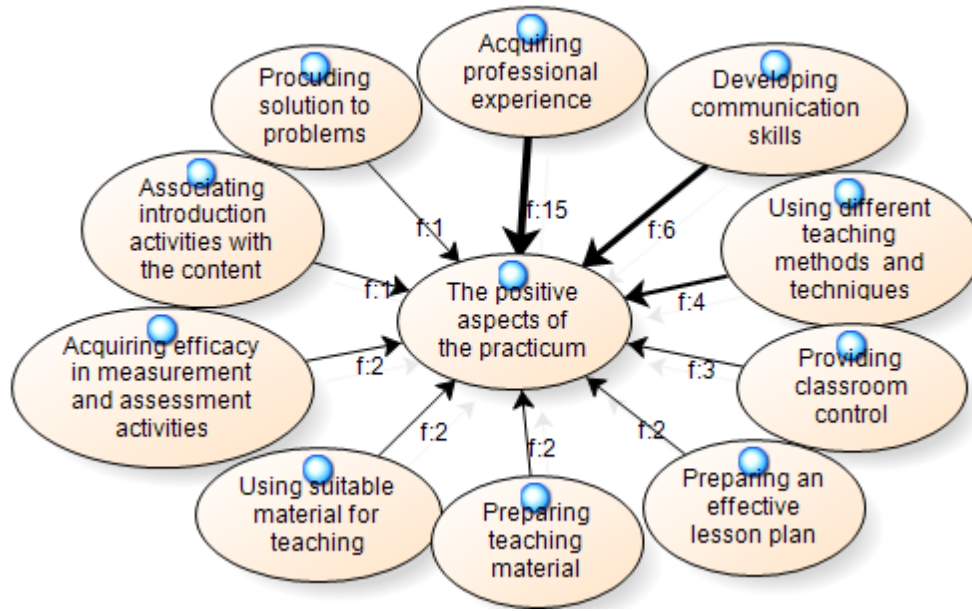 Acquiring
professional
experience
Developing
communication
skills
Using different
teaching
methods and
techniques
Providing
classroom
control
Preparing an
effective
lesson plan
Preparing
teaching
material
Using suitable
material for
teaching
Acquiring efficacy
in measurement
and assessment
activities
Associating
introduction
activities with
the content
Procuding
solution to
problems
The positive
aspects of
the practicum
f:15
f:6
f:4
f:3
f:2
f:2
f:2
f:2
f:1
f:1